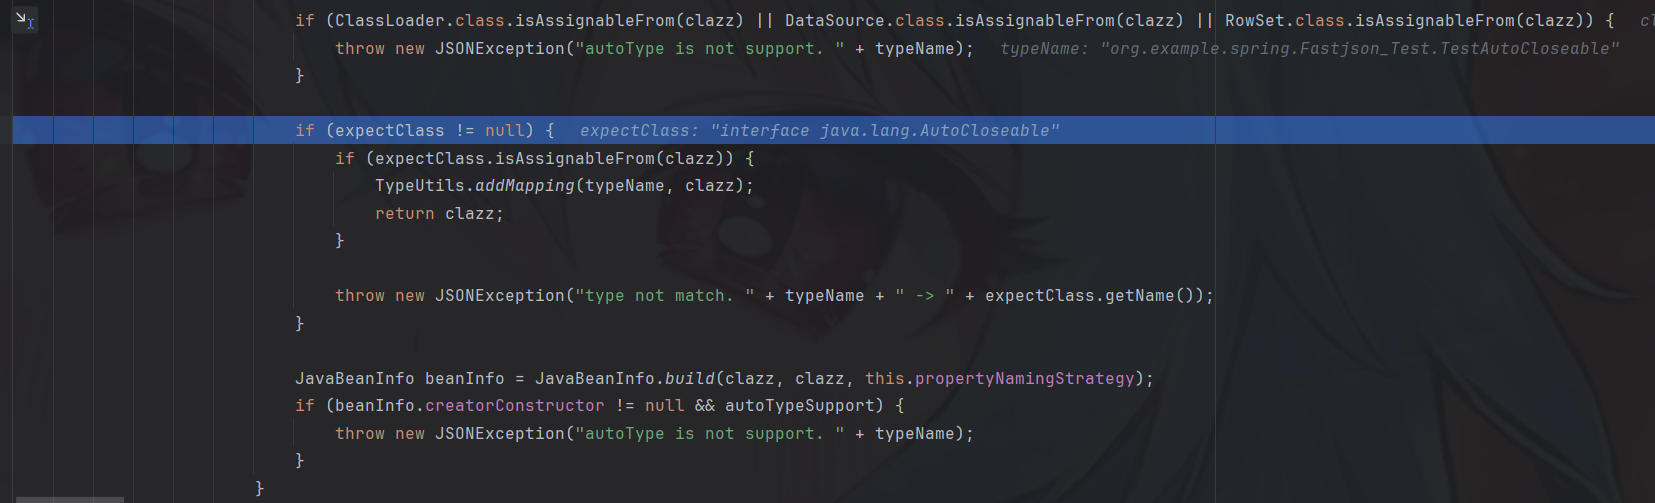 if (ClassLoader.class.isAssignableFrom(clazz) || DataSource.class.isAssignableFrom(clazz) || RowSet.class.isAssignableFrom(clazz)) {
throw new JSONException("autoType is not support. " + typeName); typeName: "org.example.spring.Fastjson_Test.TestAutoCloseable"
}
if (expectClass != null) { expectClass: "interface java.lang.AutoCloseable"
if (expectClass.isAssignableFrom(clazz)) {
TypeUtils.addMapping(typeName, clazz);
return clazz;
}
throw new JSONException("type not match. " + typeName + " -> " + expectClass.getName());
}
JavaBeanInfo beanInfo = JavaBeanInfo.build(clazz, clazz, this.propertyNamingStrategy);
if (beanInfo.creatorConstructor != null && autoTypeSupport) {
throw new JSONException("autoType is not support. " + typeName);
}
}